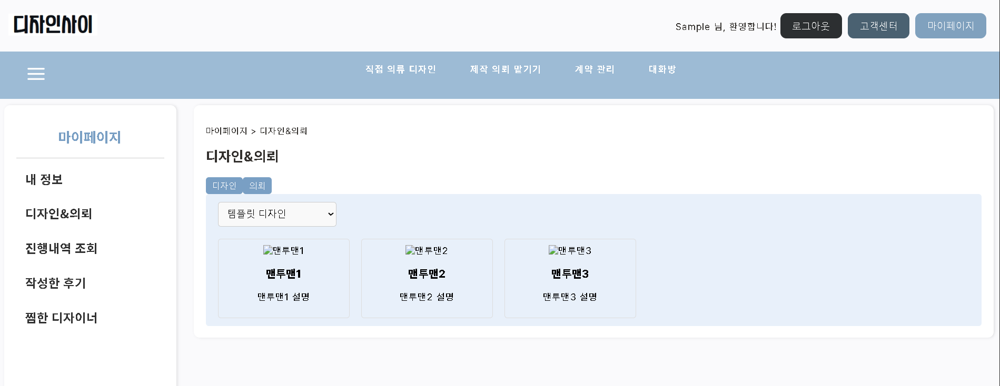 디자인사이
Sample 님, 환영합니다! 로그아웃 고객센터 마이페이지
직접 의류 디자인 제작 의뢰 맡기기 계약 관리 대화방
마이페이지
내 정보
디자인&의뢰
진행내역 조회
작성한 후기
찜한 디자이너
마이페이지 > 디자인&의뢰
디자인&의뢰
디자인 의뢰
템플릿 디자인
맨투맨1 맨투맨2 맨투맨3
맨투맨1 맨투맨2 맨투맨3
맨투맨1 설명 맨투맨2 설명 맨투맨3 설명